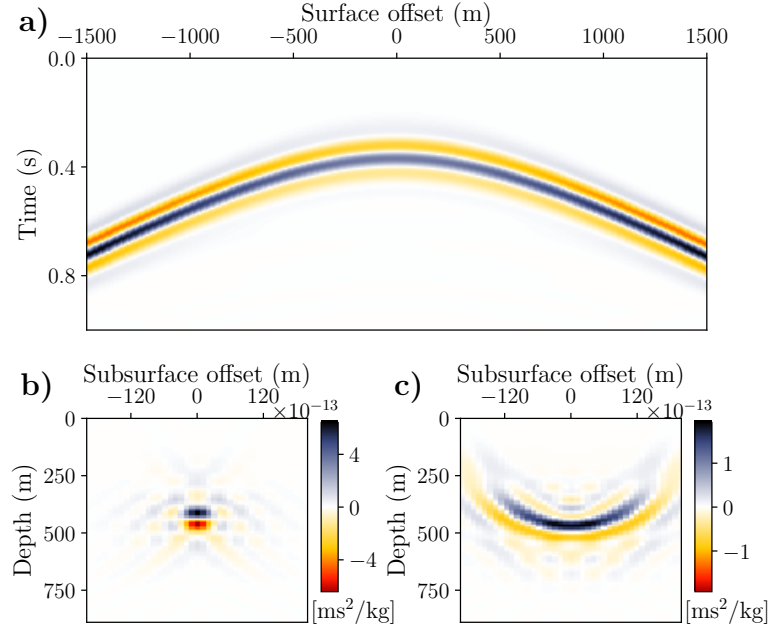 a)
Surface offset (m)
−1500 −1000 −500 0 500 1000 1500
Time (s)
0.0
0.4
0.8
b)
Subsurface offset (m)
−120 0 120
×10⁻¹³
Depth (m)
0
250
500
750
4
0
−4
[ms²/kg]
c)
Subsurface offset (m)
−120 0 120
×10⁻¹³
Depth (m)
0
250
500
750
1
0
−1
[ms²/kg]